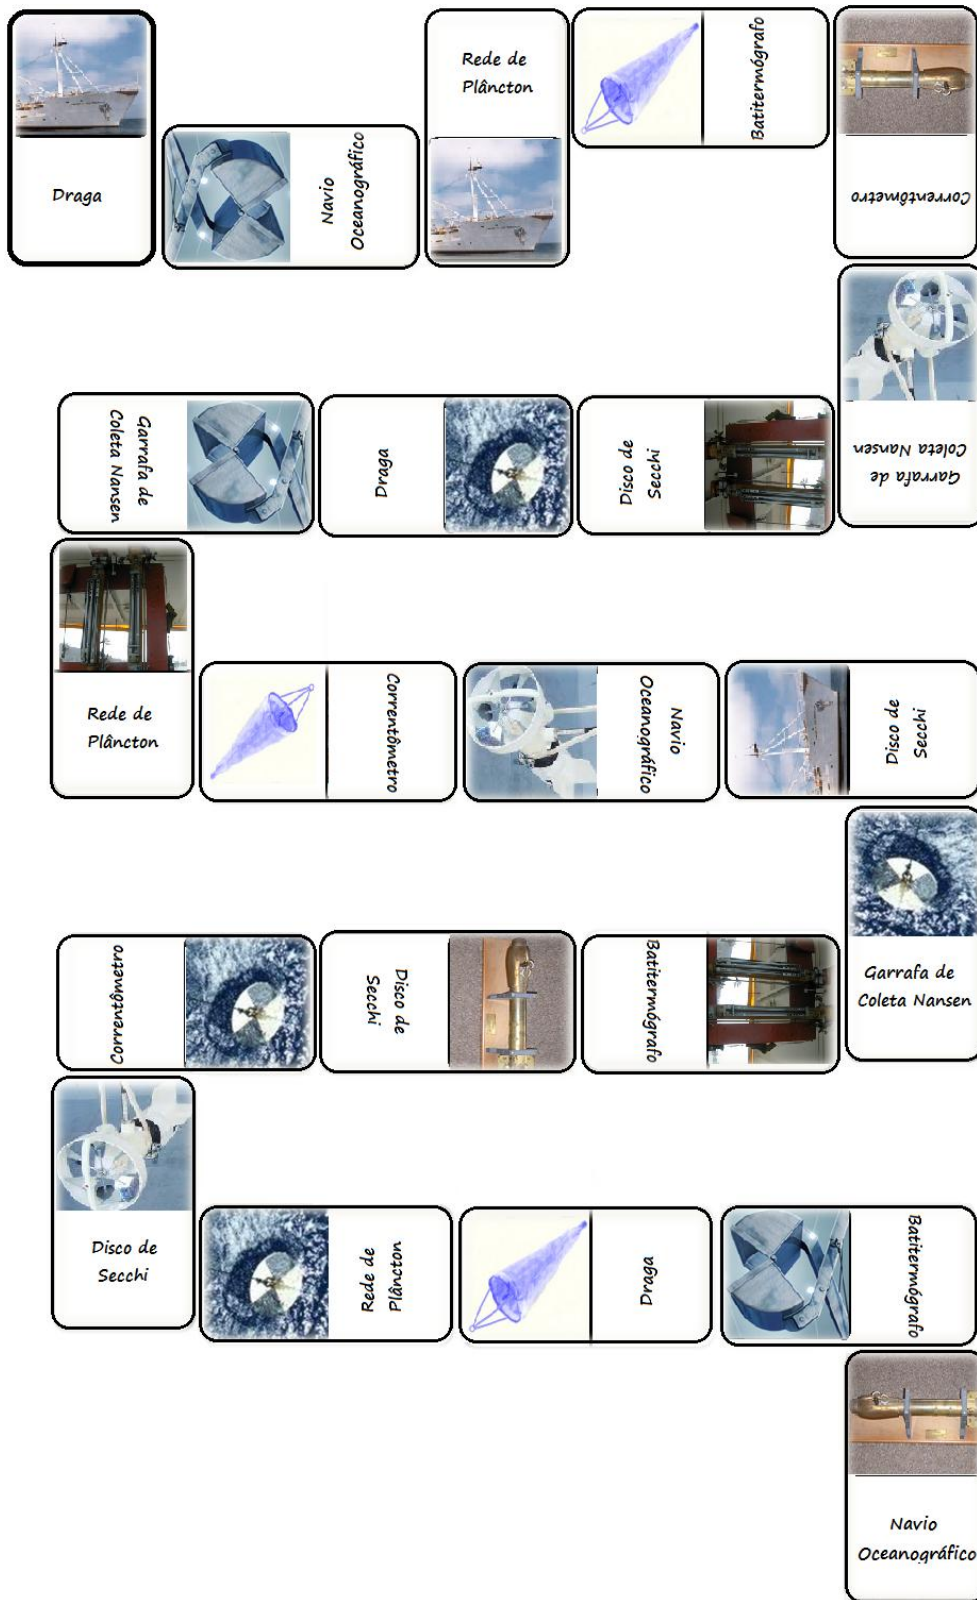 Draga
Navio
Oceanográfico
Rede de
Plâncton
Batitermógrafo
Correntômetro
Garrafa de
Coleta Nansen
Disco de
Secchi
Draga
Garrafa de
Coleta Nansen
Rede de
Plâncton
Correntômetro
Navio
Oceanográfico
Disco de
Secchi
Garrafa de
Coleta Nansen
Batitermógrafo
Disco de
Secchi
Correntômetro
Disco de
Secchi
Rede de
Plâncton
Draga
Batitermógrafo
Navio
Oceanográfico